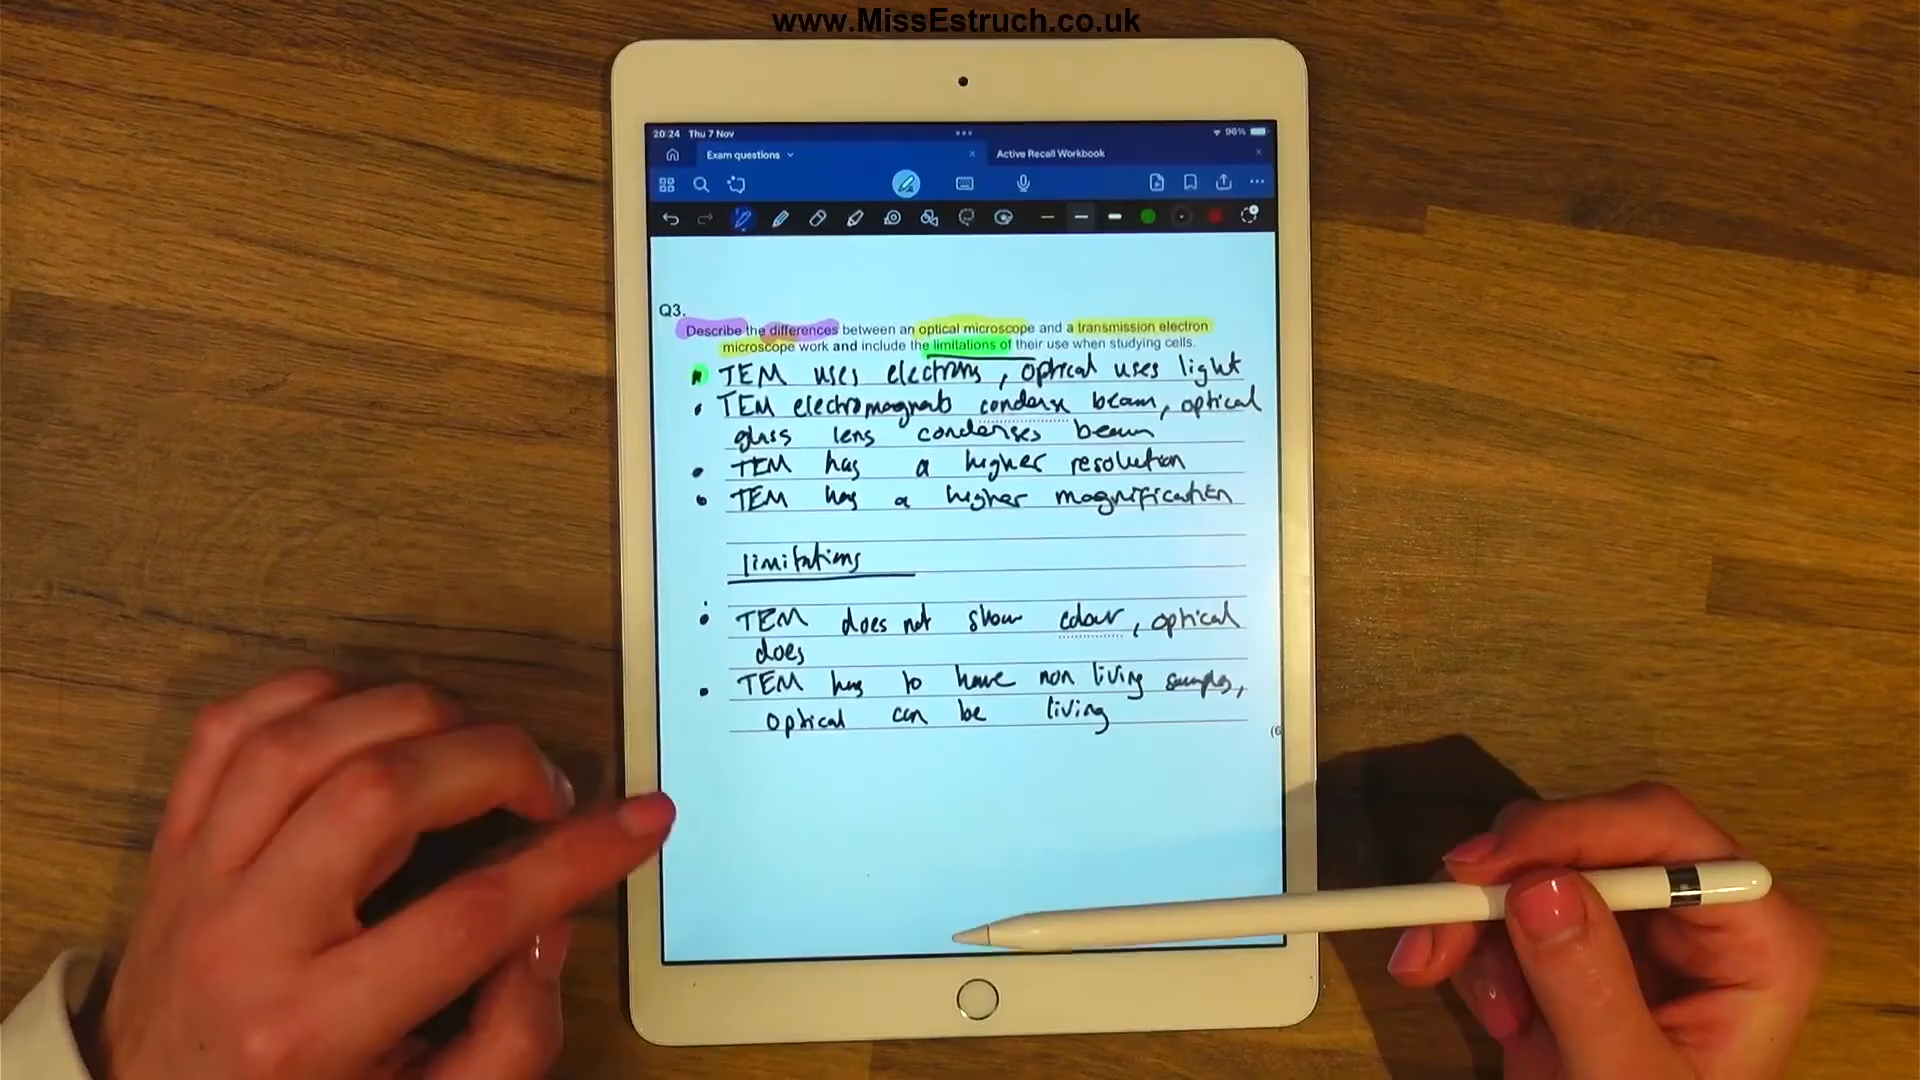 www.MissEstruch.co.uk
20:24 Thu 7 Nov
96%
Exam questions
Active Recall Workbook
Q3.
Describe the differences between an optical microscope and a transmission electron
microscope work and include the limitations of their use when studying cells.
TEM uses electrons, optical uses light
TEM electromagnets condense beam, optical
glass lens condenses beam
TEM has a higher resolution
TEM has a higher magnification
limitations
TEM does not show colour, optical
does
TEM has to have non living samples,
optical can be living
(6